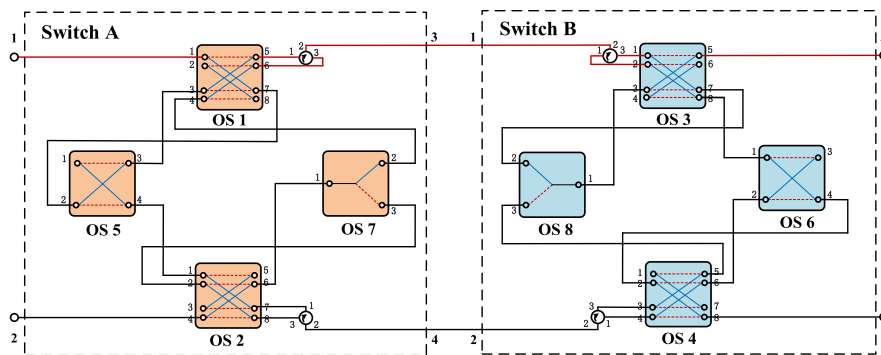 Switch A
Switch B
1
3
1
1 2 3 4 5 6 7 8
OS 1
1 2 3
1 2 3
1 2 3 4 5 6 7 8
OS 3
1 2 3 4
OS 5
1 2 3
OS 7
1 2 3
OS 8
1 2 3 4
OS 6
1 2 3 4 5 6 7 8
OS 2
1 2 3
1 2 3
1 2 3 4 5 6 7 8
OS 4
2
4
2